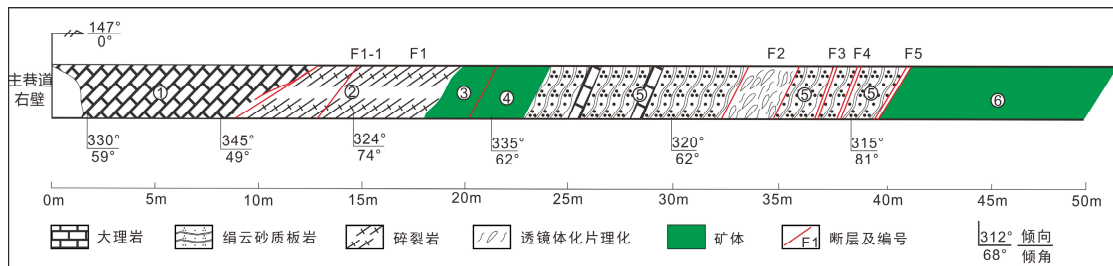 147°
0°
F1-1 F1 F2 F3 F4 F5
主巷道
右壁
① ② ③ ④ ⑤ ⑤ ⑤ ⑥
330° 345° 324° 335° 320° 315°
59° 49° 74° 62° 62° 81°
0m 5m 10m 15m 20m 25m 30m 35m 40m 45m 50m
大理岩 绢云砂质板岩 碎裂岩 透镜体化片理化 矿体 F1 断层及编号 312° 倾向
68° 倾角